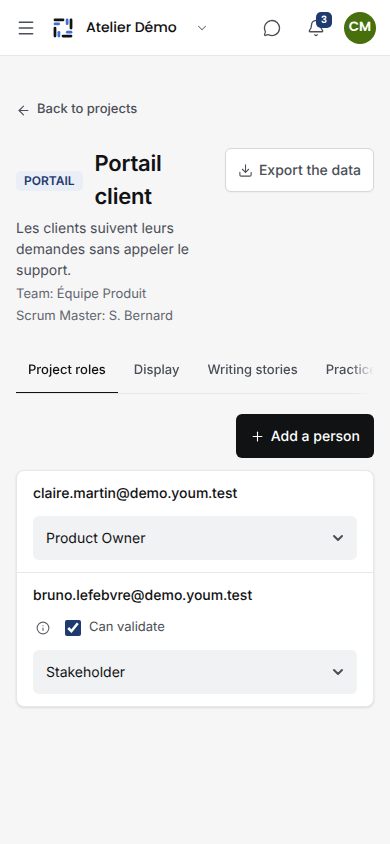 Atelier Démo
3
CM
Back to projects
PORTAIL
Portail
client
Export the data
Les clients suivent leurs
demandes sans appeler le
support.
Team: Équipe Produit
Scrum Master: S. Bernard
Project roles
Display
Writing stories
Practice
Add a person
claire.martin@demo.youm.test
Product Owner
bruno.lefebvre@demo.youm.test
Can validate
Stakeholder